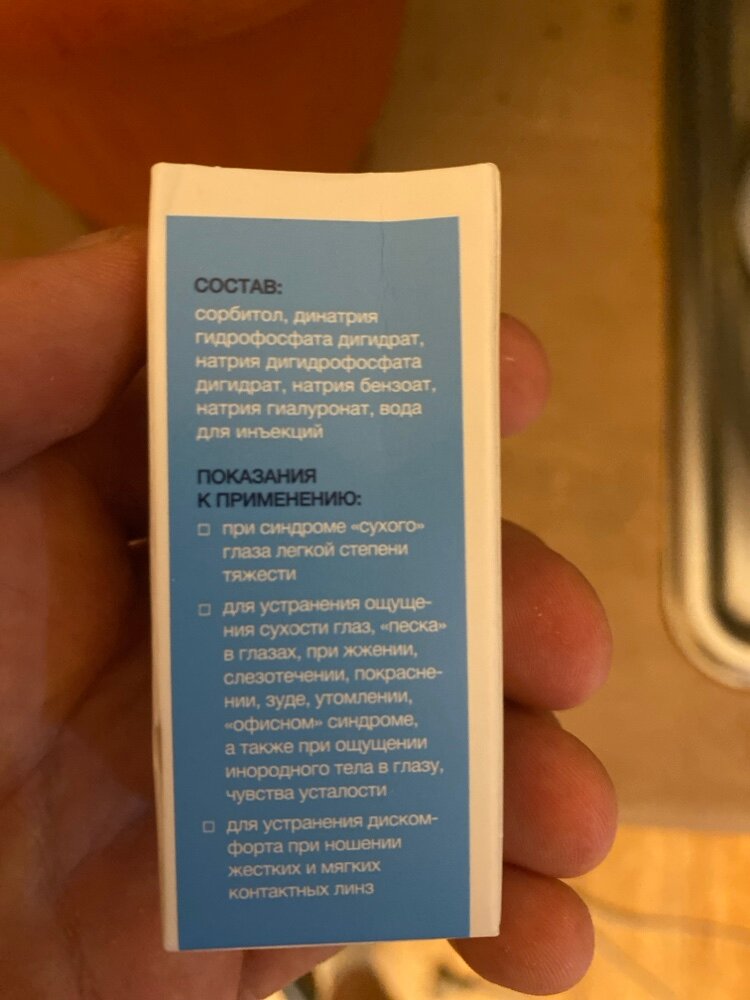 СОСТАВ:
сорбитол, динатрия
гидрофосфата дигидрат,
натрия дигидрофосфата
дигидрат, натрия бензоат,
натрия гиалуронат, вода
для инъекций
ПОКАЗАНИЯ
К ПРИМЕНЕНИЮ:
□ при синдроме «сухого»
глаза легкой степени
тяжести
□ для устранения ощуще-
ния сухости глаз, «песка»
в глазах, при жжении,
слезотечении, покрасне-
нии, зуде, утомлении,
«офисном» синдроме,
а также при ощущении
инородного тела в глазу,
чувства усталости
□ для устранения диском-
форта при ношении
жестких и мягких
контактных линз